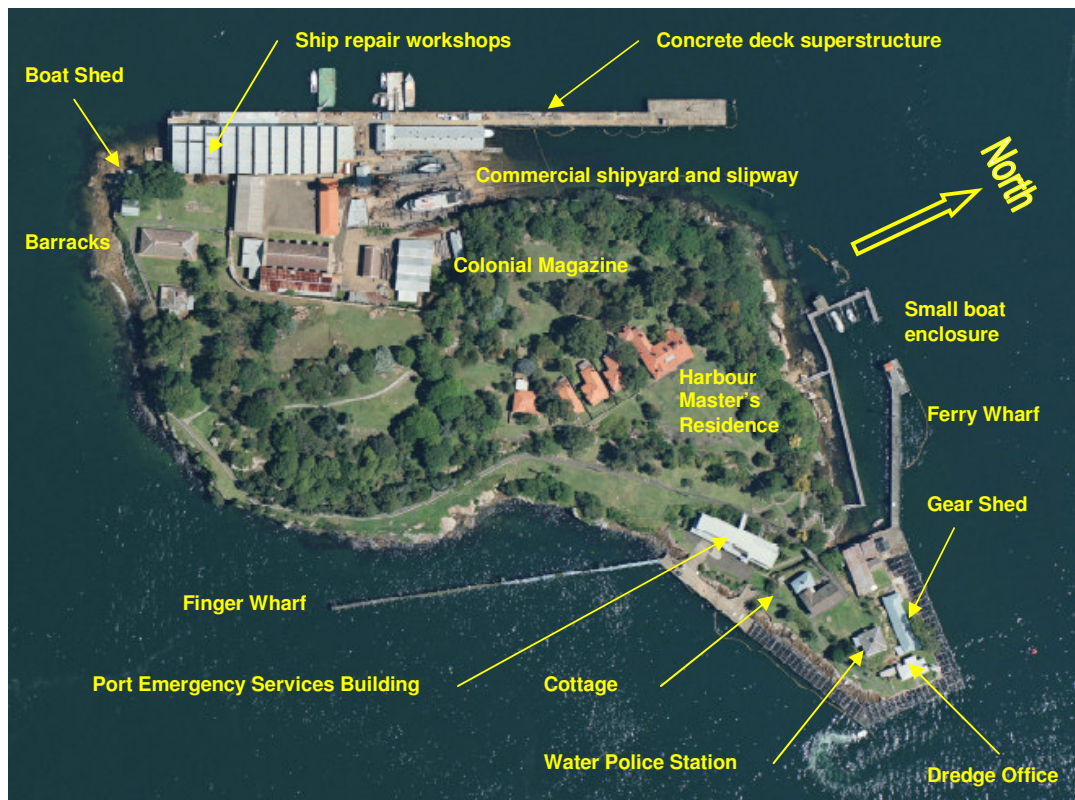 Ship repair workshops
Concrete deck superstructure
Boat Shed
Commercial shipyard and slipway
North
Barracks
Colonial Magazine
Small boat
enclosure
Harbour
Master's
Residence
Ferry Wharf
Gear Shed
Finger Wharf
Port Emergency Services Building
Cottage
Water Police Station
Dredge Office